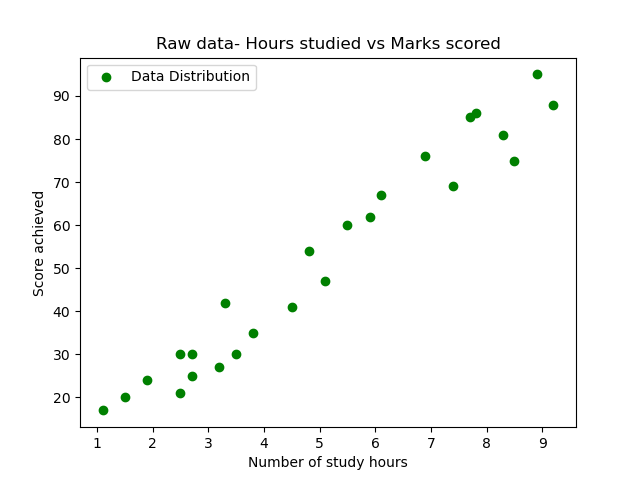 Raw data- Hours studied vs Marks scored
Data Distribution
90
80
70
60
50
40
30
20
Score achieved
1 2 3 4 5 6 7 8 9
Number of study hours